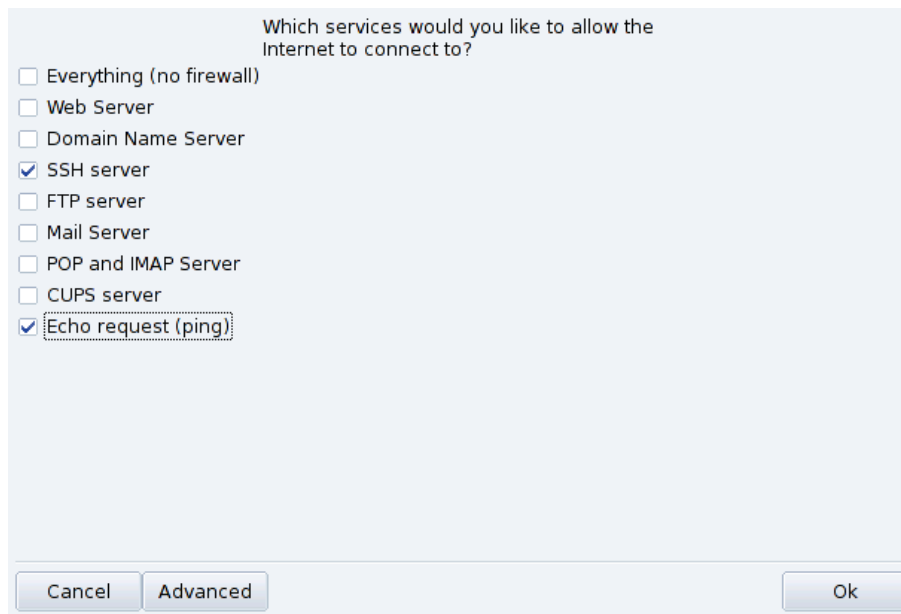 Which services would you like to allow the
Internet to connect to?
Everything (no firewall)
Web Server
Domain Name Server
SSH server
FTP server
Mail Server
POP and IMAP Server
CUPS server
Echo request (ping)
Cancel Advanced Ok